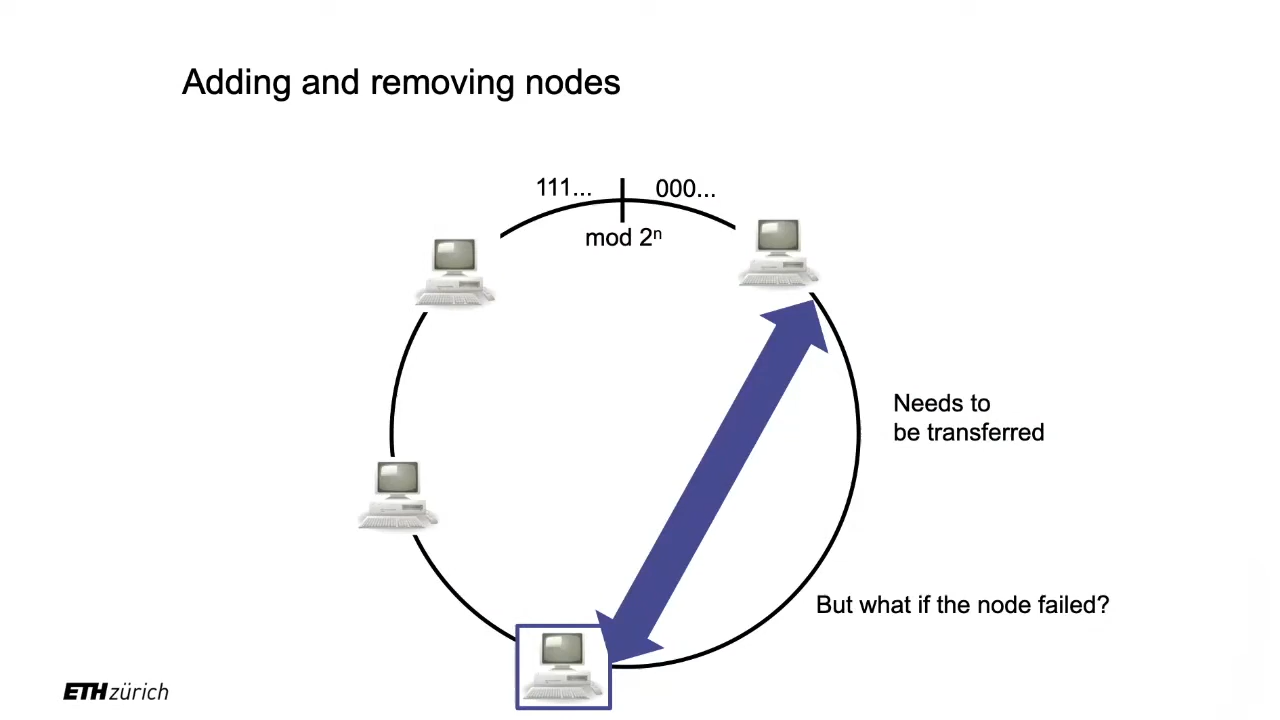 Adding and removing nodes
111... 000...
mod 2ⁿ
Needs to
be transferred
But what if the node failed?
ETH zürich